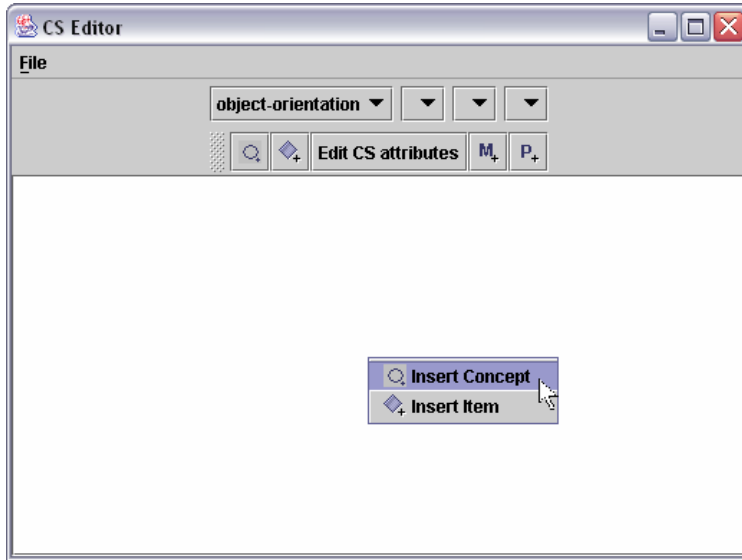 CS Editor
File
object-orientation
Edit CS attributes M+ P+
Insert Concept
Insert Item